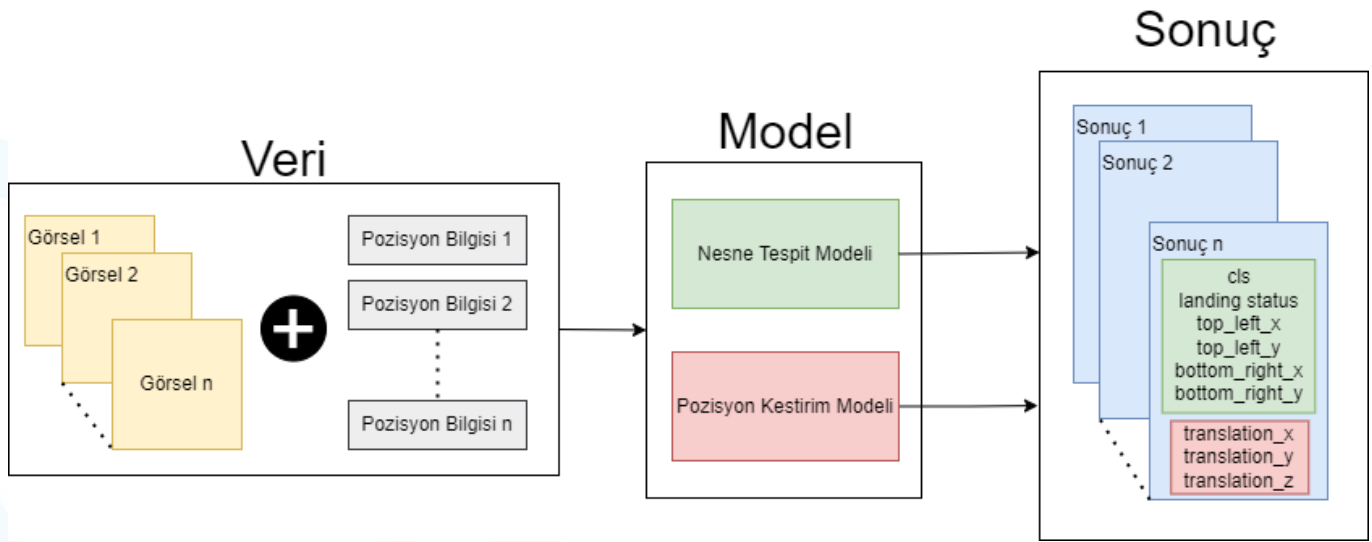 Veri
Görsel 1
Görsel 2
Görsel n
Pozisyon Bilgisi 1
Pozisyon Bilgisi 2
Pozisyon Bilgisi n
Model
Nesne Tespit Modeli
Pozisyon Kestirim Modeli
Sonuç
Sonuç 1
Sonuç 2
Sonuç n
cls
landing status
top_left_x
top_left_y
bottom_right_x
bottom_right_y
translation_x
translation_y
translation_z